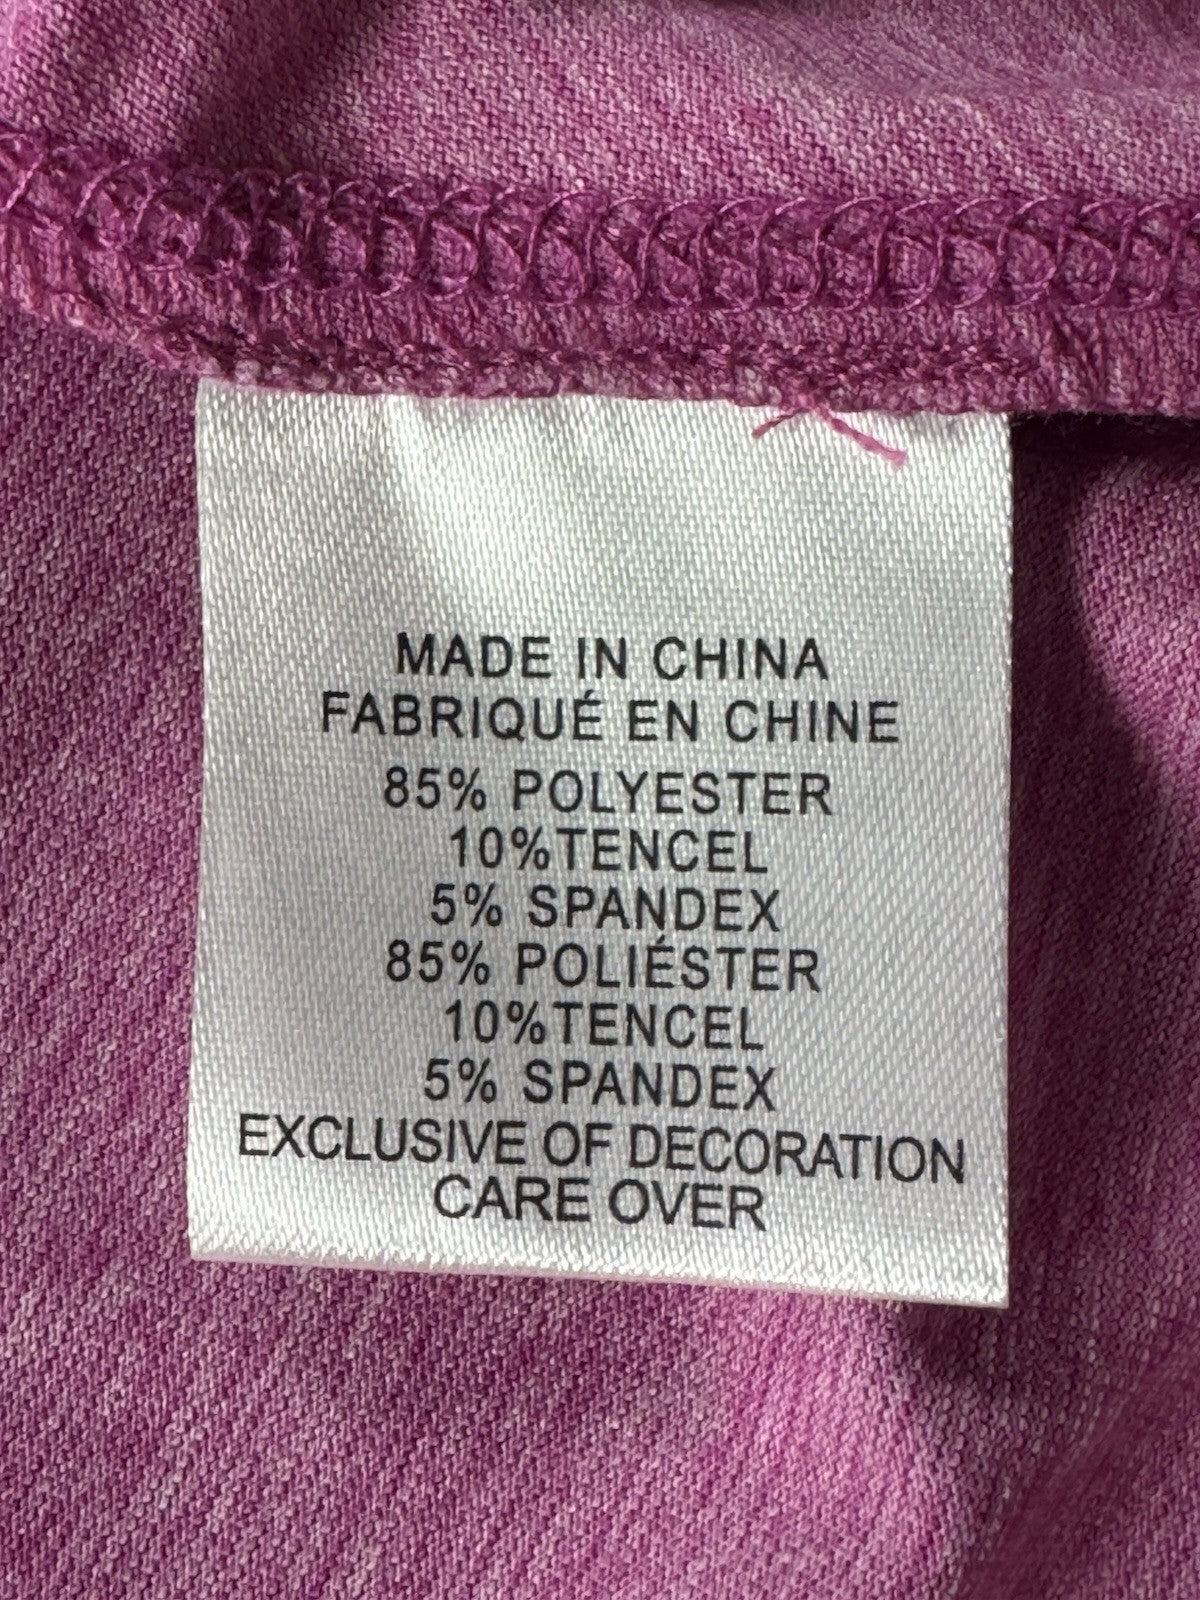 MADE IN CHINA
FABRIQUÉ EN CHINE
85% POLYESTER
10%TENCEL
5% SPANDEX
85% POLIÉSTER
10%TENCEL
5% SPANDEX
EXCLUSIVE OF DECORATION
CARE OVER